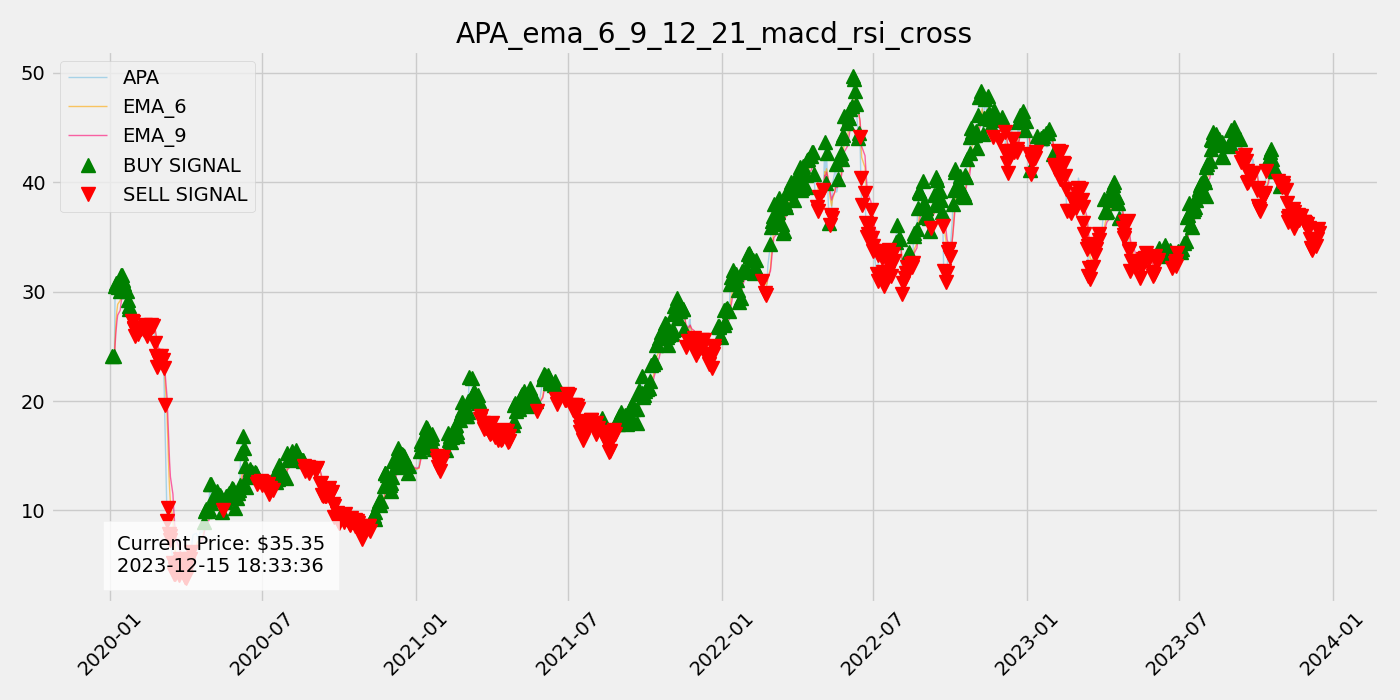 APA_ema_6_9_12_21_macd_rsi_cross
APA
EMA_6
EMA_9
BUY SIGNAL
SELL SIGNAL
50
40
30
20
10
Current Price: $35.35
2023-12-15 18:33:36
2020-01
2020-07
2021-01
2021-07
2022-01
2022-07
2023-01
2023-07
2024-01